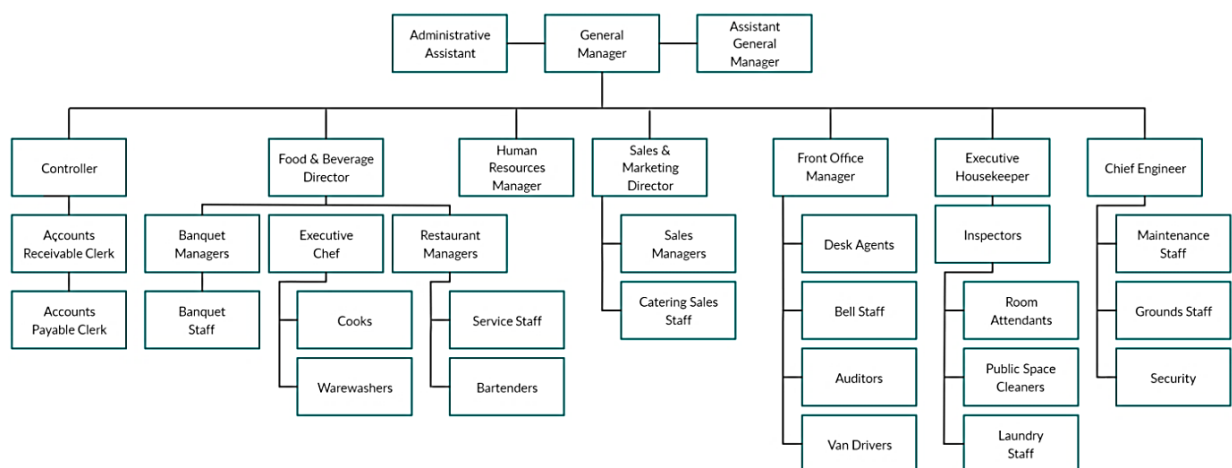 Administrative
Assistant
General
Manager
Assistant
General
Manager
Controller
Food & Beverage
Director
Human
Resources
Manager
Sales &
Marketing
Director
Front Office
Manager
Executive
Housekeeper
Chief Engineer
Accounts
Receivable Clerk
Banquet
Managers
Executive
Chef
Restaurant
Managers
Sales
Managers
Desk Agents
Inspectors
Maintenance
Staff
Accounts
Payable Clerk
Banquet
Staff
Cooks
Service Staff
Catering Sales
Staff
Bell Staff
Room
Attendants
Grounds Staff
Warewashers
Bartenders
Auditors
Public Space
Cleaners
Security
Van Drivers
Laundry
Staff